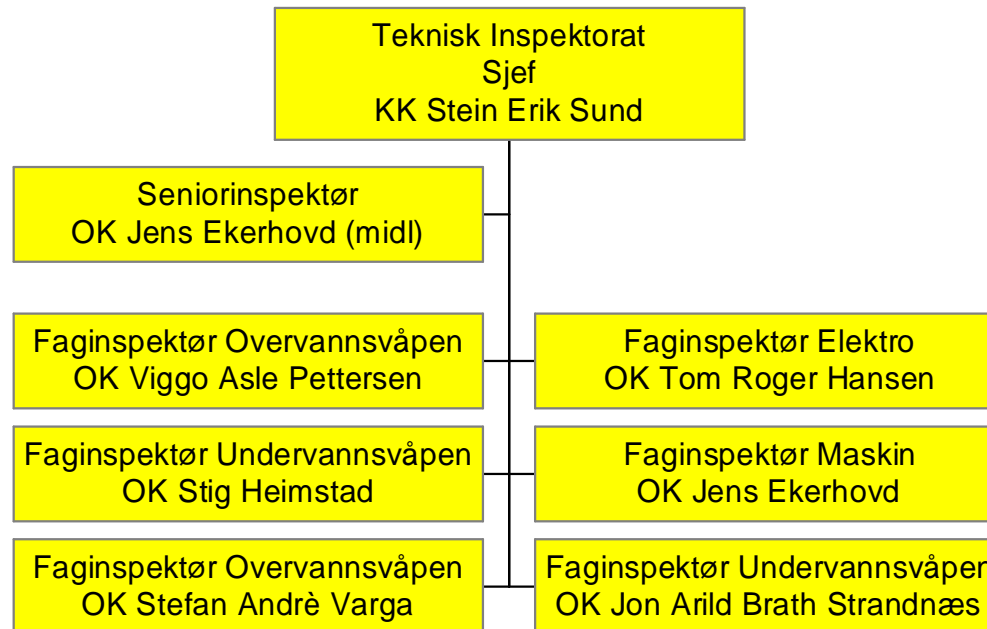 Teknisk Inspektorat
Sjef
KK Stein Erik Sund
Seniorinspektør
OK Jens Ekerhovd (midl)
Faginspektør Overvannsvåpen
OK Viggo Asle Pettersen
Faginspektør Elektro
OK Tom Roger Hansen
Faginspektør Undervannsvåpen
OK Stig Heimstad
Faginspektør Maskin
OK Jens Ekerhovd
Faginspektør Overvannsvåpen
OK Stefan Andrè Varga
Faginspektør Undervannsvåpen
OK Jon Arild Brath Strandnæs